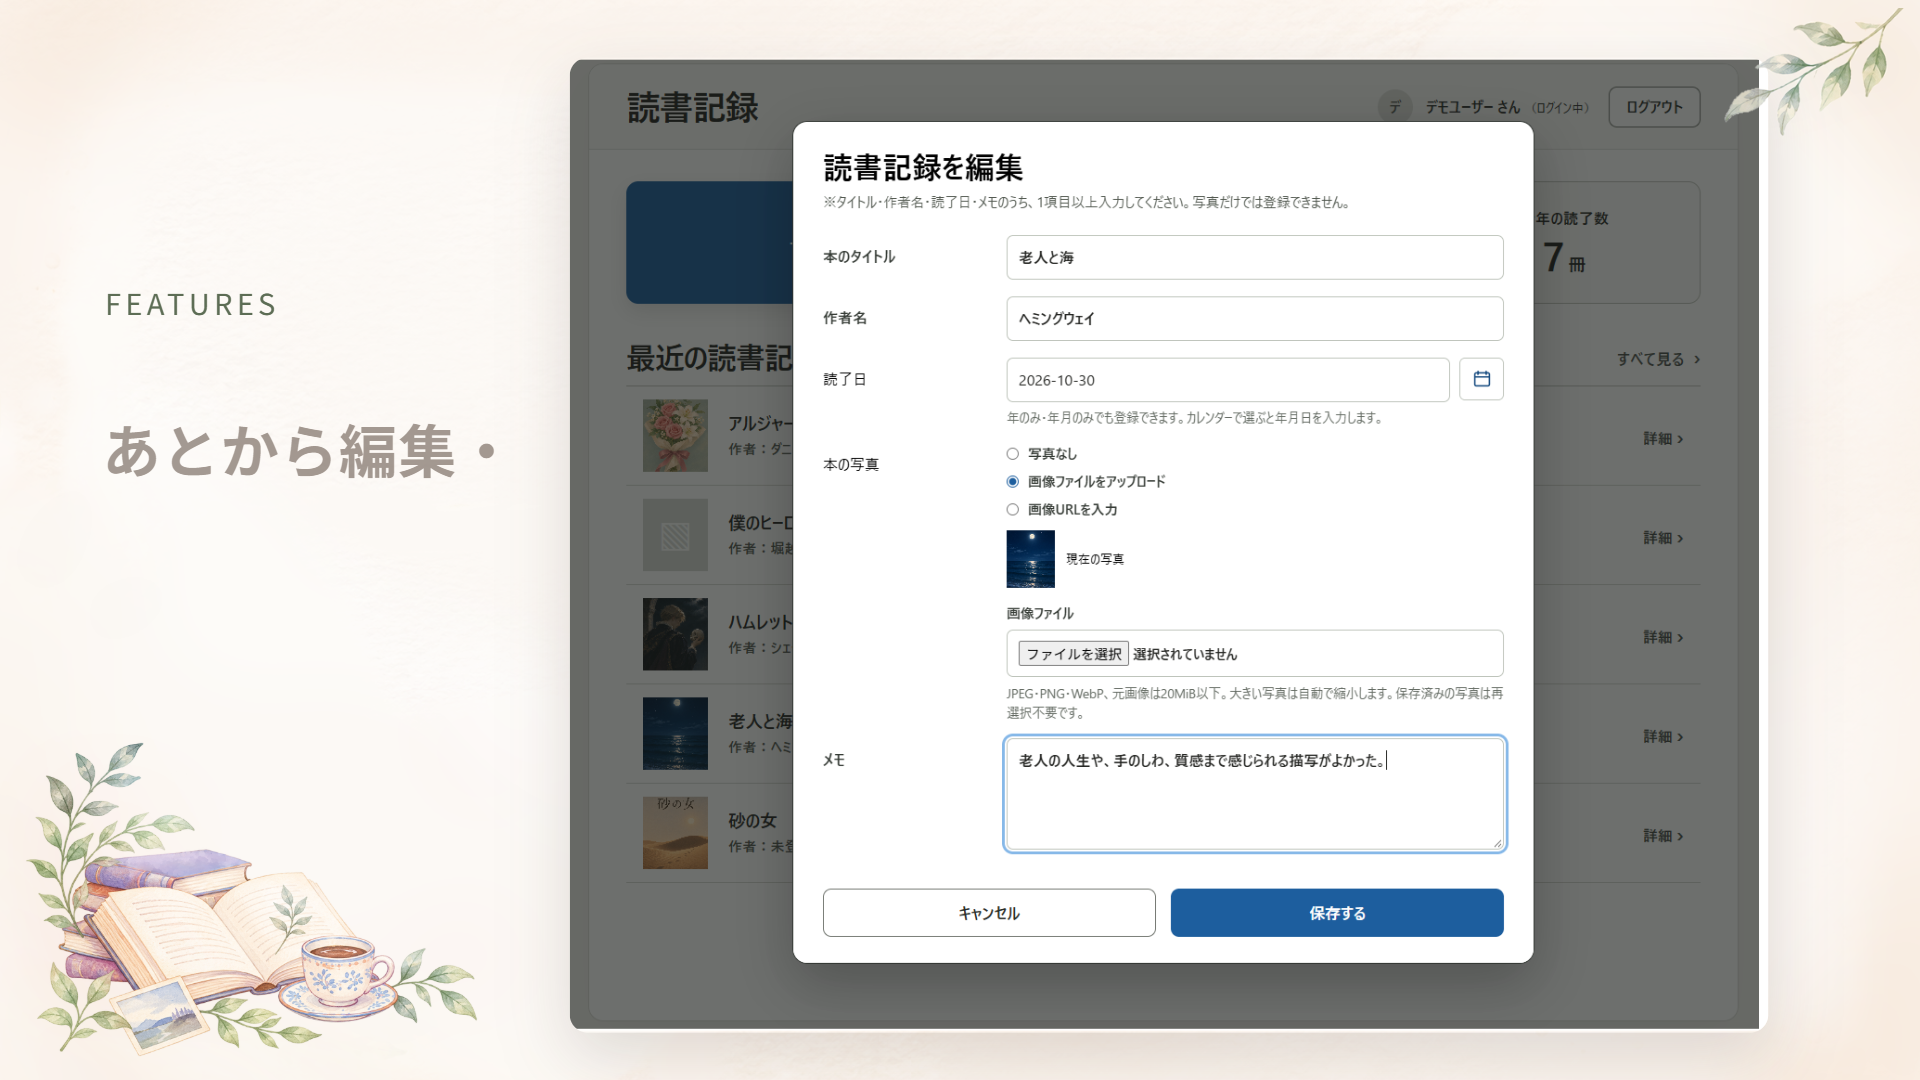 FEATURES
あとから編集・
読書記録
デ
デモユーザー さん
(ログイン中)
ログアウト
年の読了数
7 冊
最近の読書記
すべて見る ›
アルジャー
作者：ダニ
詳細 ›
僕のヒーロ
作者：堀越
詳細 ›
ハムレット
作者：シェ
詳細 ›
老人と海
作者：ヘミ
詳細 ›
砂の女
砂の女
作者：未登
詳細 ›
読書記録を編集
※タイトル・作者名・読了日・メモのうち、1項目以上入力してください。写真だけでは登録できません。
本のタイトル
老人と海
作者名
ヘミングウェイ
読了日
2026-10-30
年のみ・年月のみでも登録できます。カレンダーで選ぶと年月日を入力します。
本の写真
写真なし
画像ファイルをアップロード
画像URLを入力
現在の写真
画像ファイル
ファイルを選択 選択されていません
JPEG・PNG・WebP、元画像は20MiB以下。大きい写真は自動で縮小します。保存済みの写真は再
選択不要です。
メモ
老人の人生や、手のしわ、質感まで感じられる描写がよかった。
キャンセル
保存する